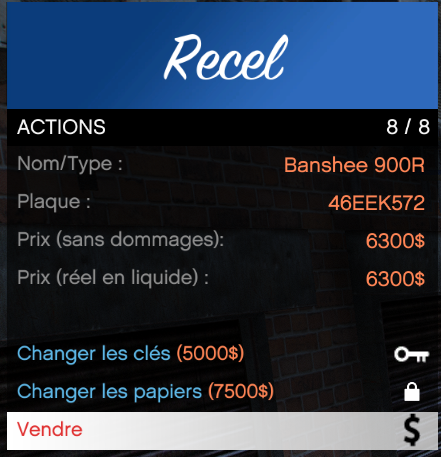 Recel
ACTIONS 8 / 8
Nom/Type : Banshee 900R
Plaque : 46EEK572
Prix (sans dommages): 6300$
Prix (réel en liquide) : 6300$
Changer les clés (5000$)
Changer les papiers (7500$)
Vendre $